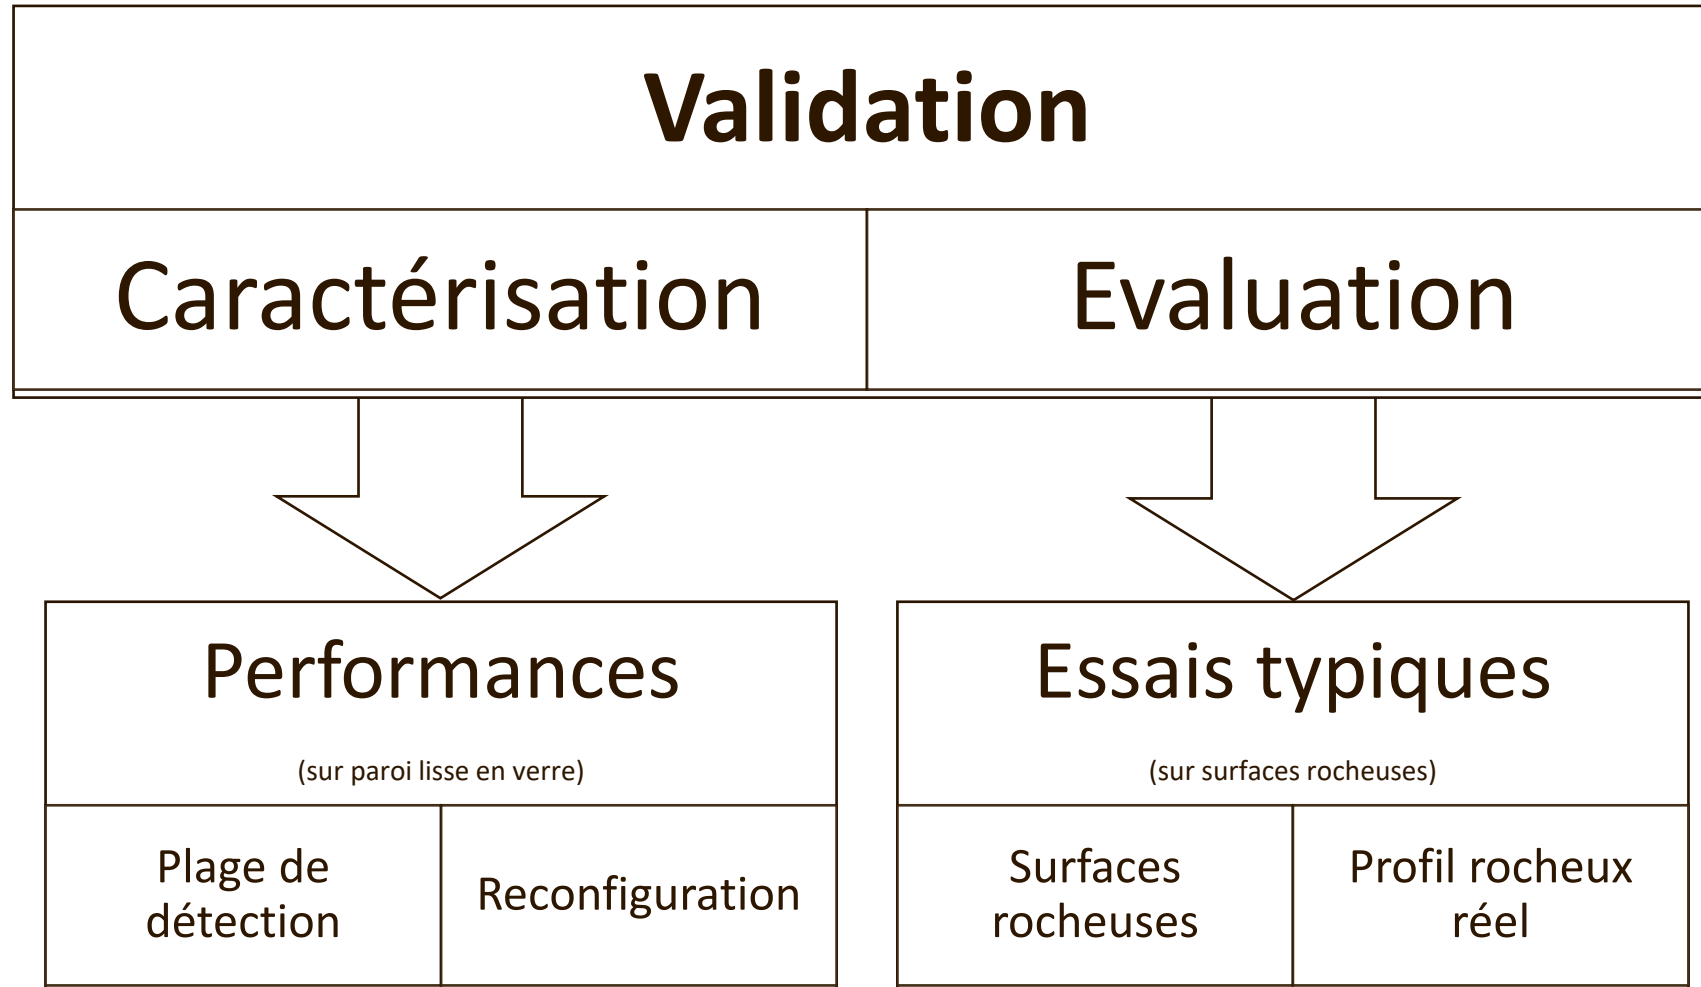 Validation
Caractérisation
Evaluation
Performances
(sur paroi lisse en verre)
Plage de
détection
Reconfiguration
Essais typiques
(sur surfaces rocheuses)
Surfaces
rocheuses
Profil rocheux
réel